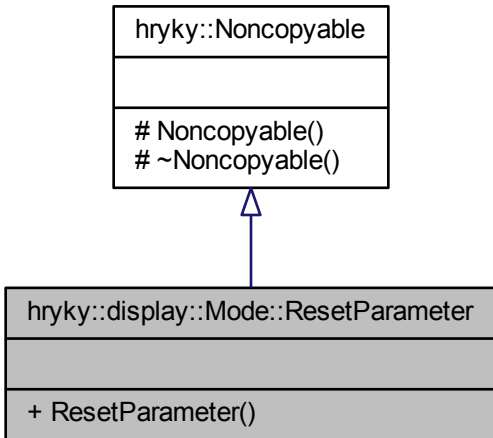 hryky::Noncopyable
# Noncopyable()
# ~Noncopyable()
hryky::display::Mode::ResetParameter
+ ResetParameter()